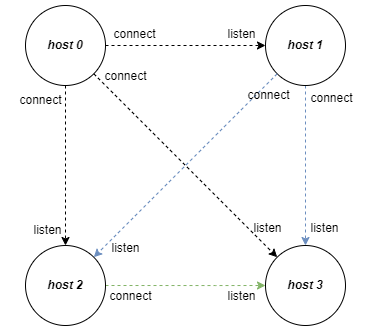 connect listen
host 0 host 1
connect
connect connect connect
listen listen listen
listen
host 2 host 3
connect listen